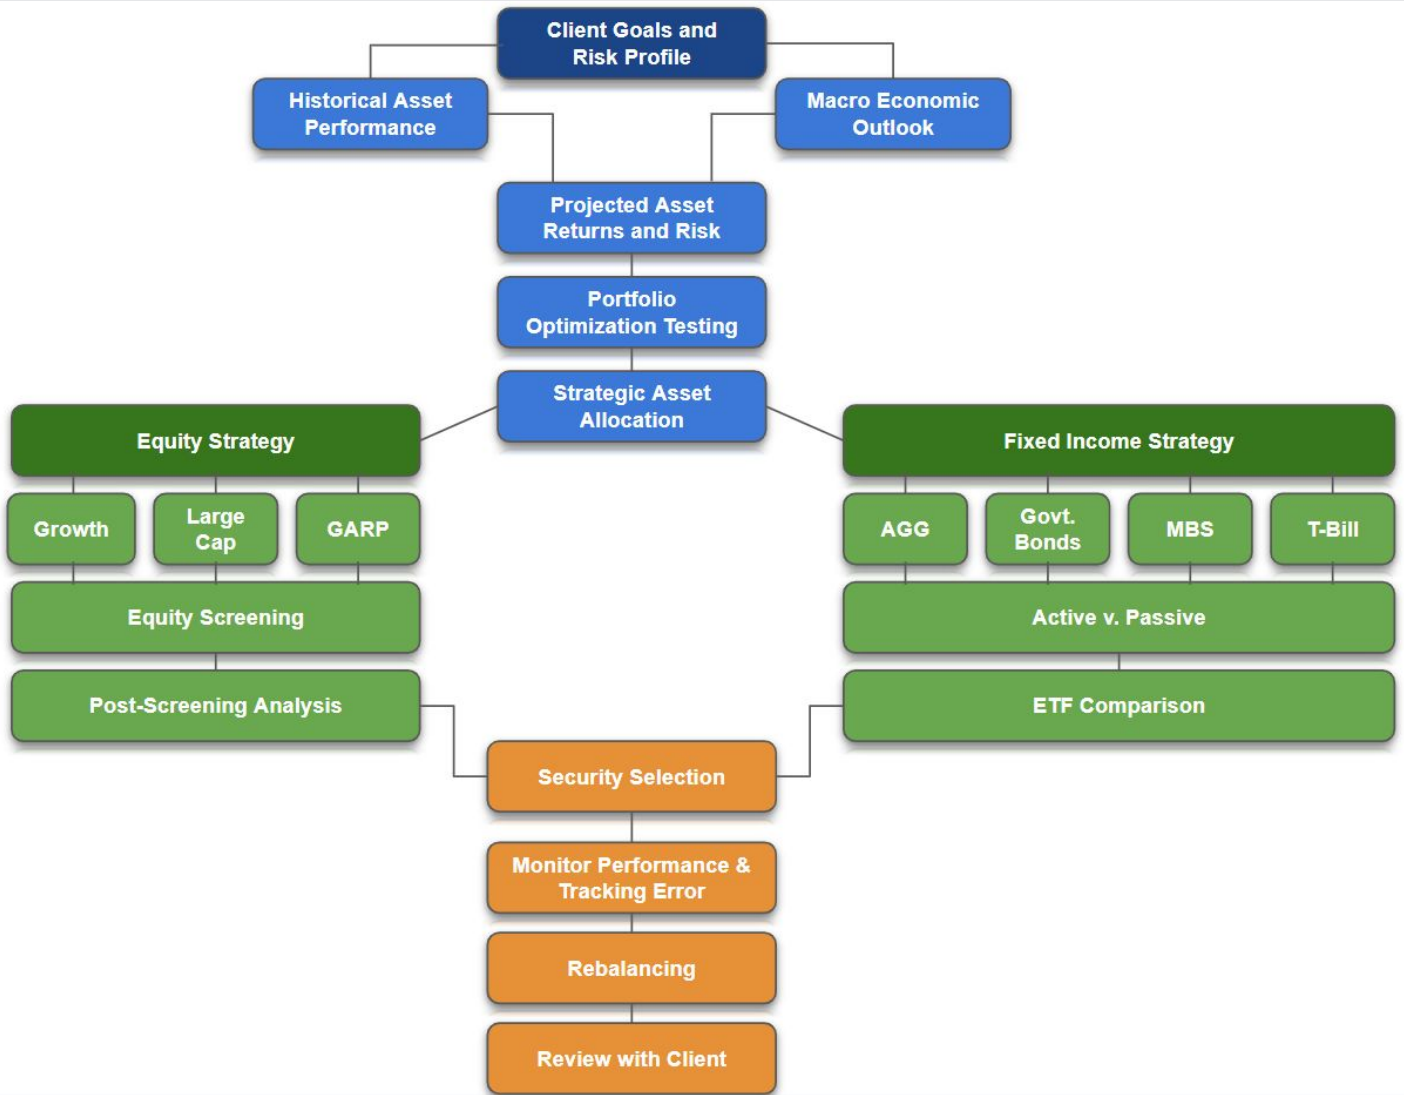 Client Goals and
Risk Profile
Historical Asset
Performance
Macro Economic
Outlook
Projected Asset
Returns and Risk
Portfolio
Optimization Testing
Strategic Asset
Allocation
Equity Strategy
Fixed Income Strategy
Growth
Large
Cap
GARP
AGG
Govt.
Bonds
MBS
T-Bill
Equity Screening
Active v. Passive
Post-Screening Analysis
ETF Comparison
Security Selection
Monitor Performance &
Tracking Error
Rebalancing
Review with Client